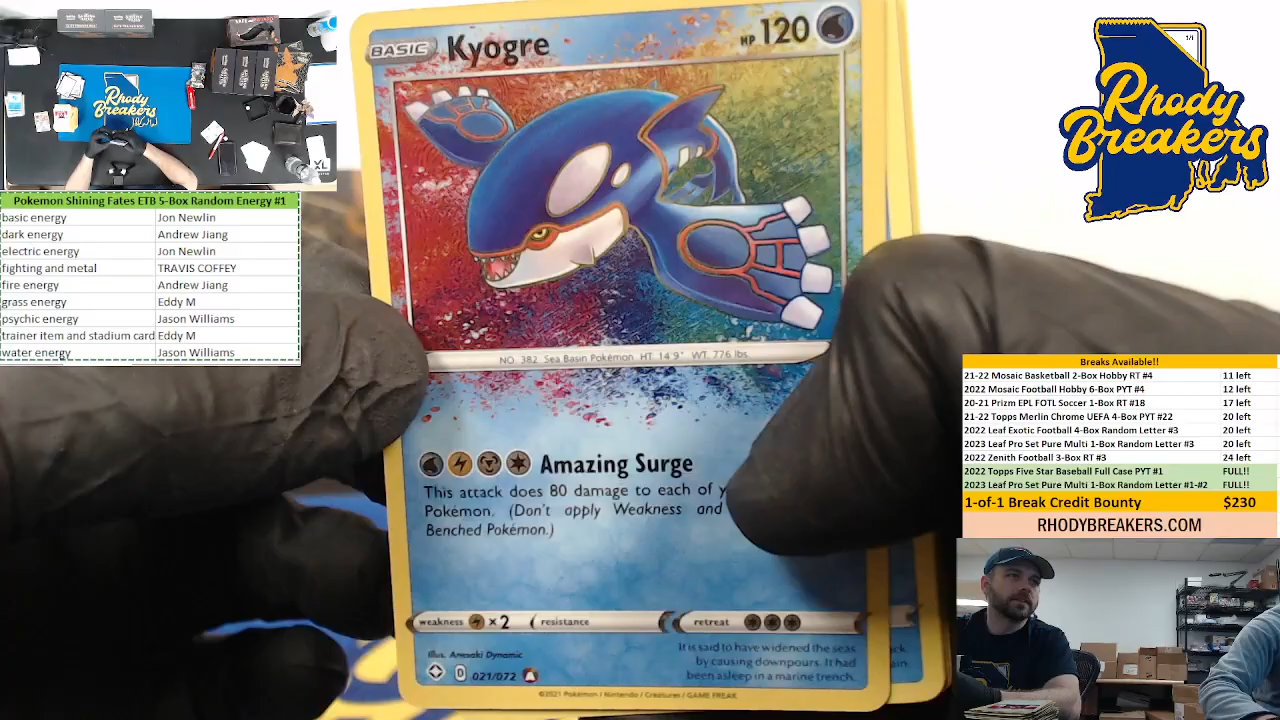 BASIC Kyogre HP 120
NO. 382 Sea Basin Pokémon HT: 14'9" WT: 776 lbs.
Amazing Surge
This attack does 80 damage to each of y
Pokémon. (Don't apply Weakness and
Benched Pokémon.)
weakness ×2 resistance retreat
Illus. Anesaki Dynamic
D 021/072
It is said to have widened the seas
by causing downpours. It had
been asleep in a marine trench.
©2021 Pokémon / Nintendo / Creatures / GAME FREAK
Rhody
Breakers
XL
Pokemon Shining Fates ETB 5-Box Random Energy #1
basic energy Jon Newlin
dark energy Andrew Jiang
electric energy Jon Newlin
fighting and metal TRAVIS COFFEY
fire energy Andrew Jiang
grass energy Eddy M
psychic energy Jason Williams
trainer item and stadium card Eddy M
water energy Jason Williams
1/1
Rhody
Breakers
Breaks Available!!
21-22 Mosaic Basketball 2-Box Hobby RT #4 11 left
2022 Mosaic Football Hobby 6-Box PYT #4 12 left
20-21 Prizm EPL FOTL Soccer 1-Box RT #18 17 left
21-22 Topps Merlin Chrome UEFA 4-Box PYT #22 20 left
2022 Leaf Exotic Football 4-Box Random Letter #3 20 left
2023 Leaf Pro Set Pure Multi 1-Box Random Letter #3 20 left
2022 Zenith Football 3-Box RT #3 24 left
2022 Topps Five Star Baseball Full Case PYT #1 FULL!!
2023 Leaf Pro Set Pure Multi 1-Box Random Letter #1-#2 FULL!!
1-of-1 Break Credit Bounty $230
RHODYBREAKERS.COM